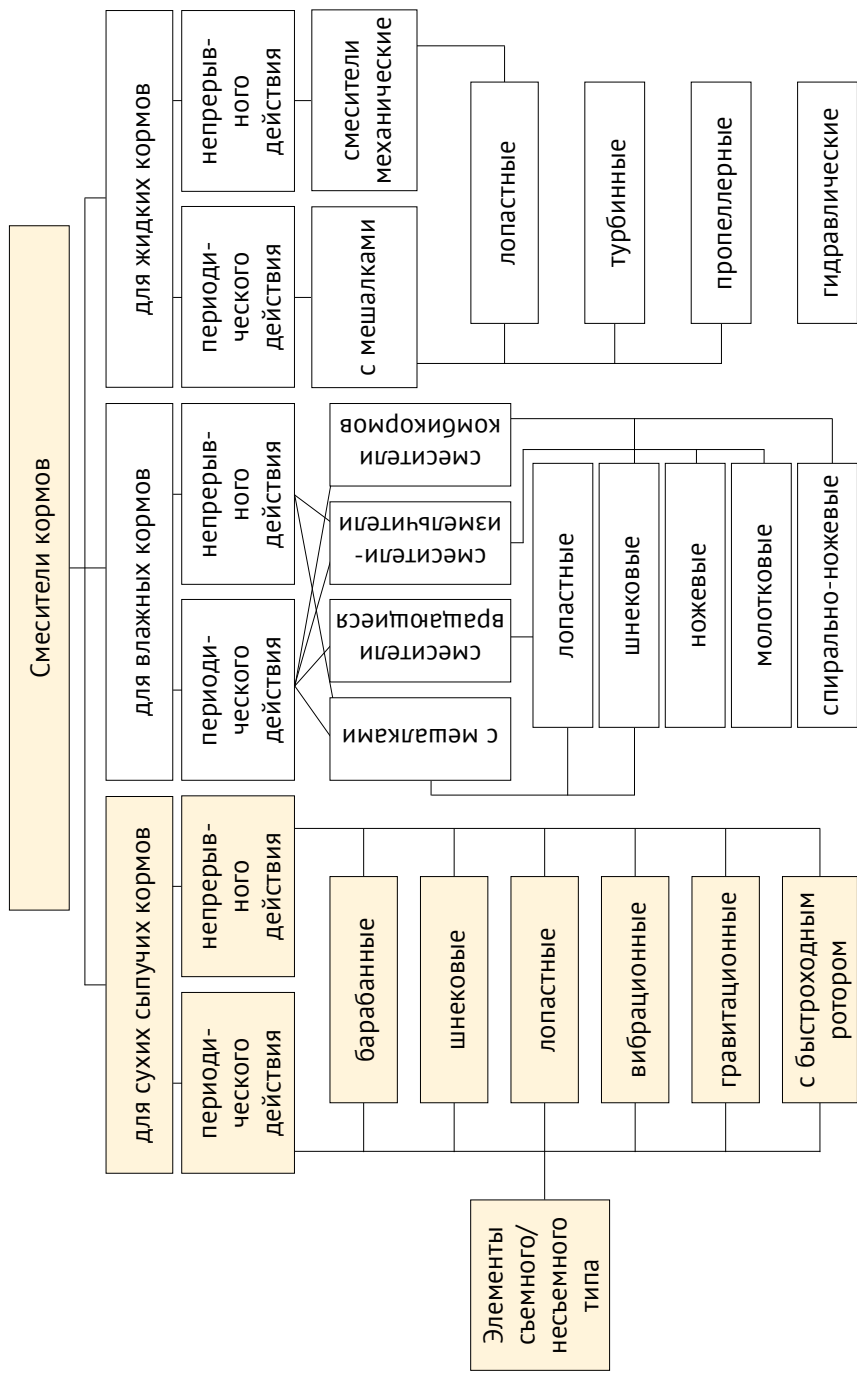 Смесители кормов
для сухих сыпучих кормов
периоди-
ческого
действия
непрерыв-
ного
действия
барабанные
шнековые
лопастные
вибрационные
гравитационные
с быстроходным
ротором
Элементы
съемного/
несъемного
типа
для влажных кормов
периоди-
ческого
действия
непрерыв-
ного
действия
с мешалками
смесители
вращающиеся
смесители-
измельчители
смесители
комбикормов
лопастные
шнековые
ножевые
молотковые
спирально-ножевые
для жидких кормов
периоди-
ческого
действия
непрерыв-
ного
действия
с мешалками
смесители
механические
лопастные
турбинные
пропеллерные
гидравлические